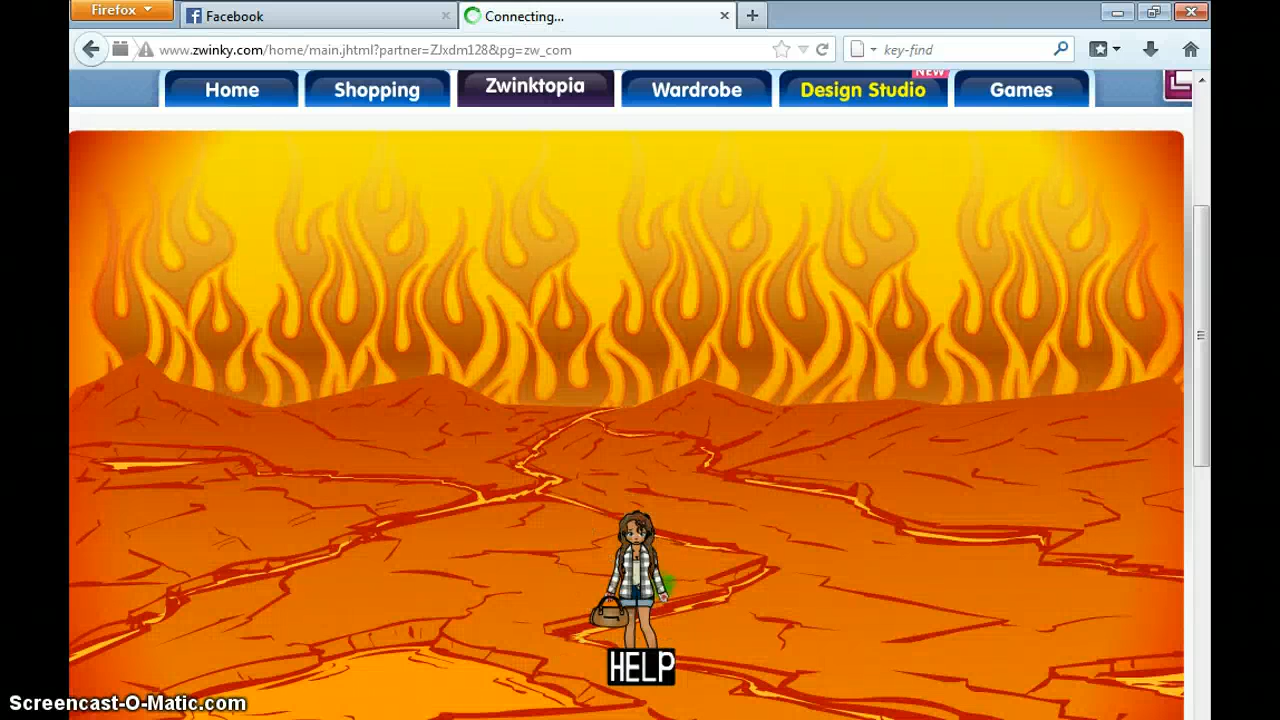 Firefox
Facebook
Connecting...
www.zwinky.com/home/main.jhtml?partner=ZJxdm128&pg=zw_com
key-find
NEW
Home
Shopping
Zwinktopia
Wardrobe
Design Studio
Games
HELP
Screencast-O-Matic.com